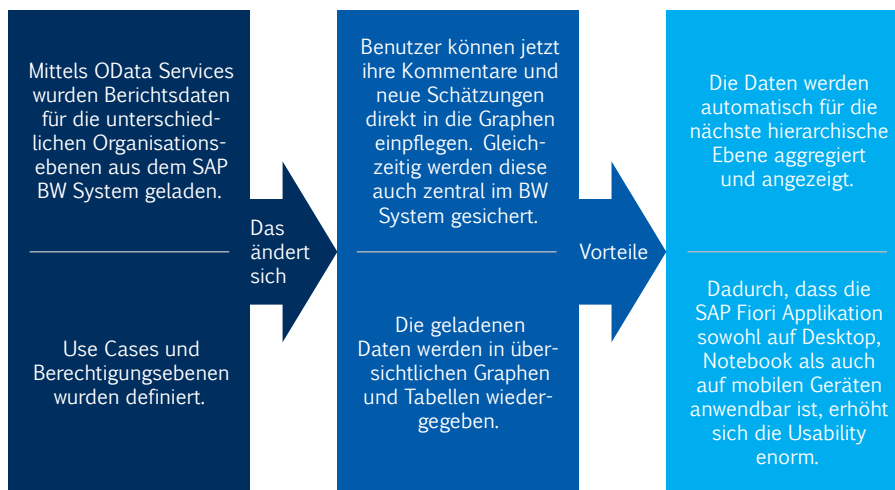 Mittels OData Services
wurden Berichtsdaten
für die unterschied-
lichen Organisations-
ebenen aus dem SAP
BW System geladen.
Use Cases und
Berechtigungsebenen
wurden definiert.
Das
ändert
sich
Benutzer können jetzt
ihre Kommentare und
neue Schätzungen
direkt in die Graphen
einpflegen. Gleich-
zeitig werden diese
auch zentral im BW
System gesichert.
Die geladenen
Daten werden in über-
sichtlichen Graphen
und Tabellen wieder-
gegeben.
Vorteile
Die Daten werden
automatisch für die
nächste hierarchische
Ebene aggregiert
und angezeigt.
Dadurch, dass die
SAP Fiori Applikation
sowohl auf Desktop,
Notebook als auch
auf mobilen Geräten
anwendbar ist, erhöht
sich die Usability
enorm.